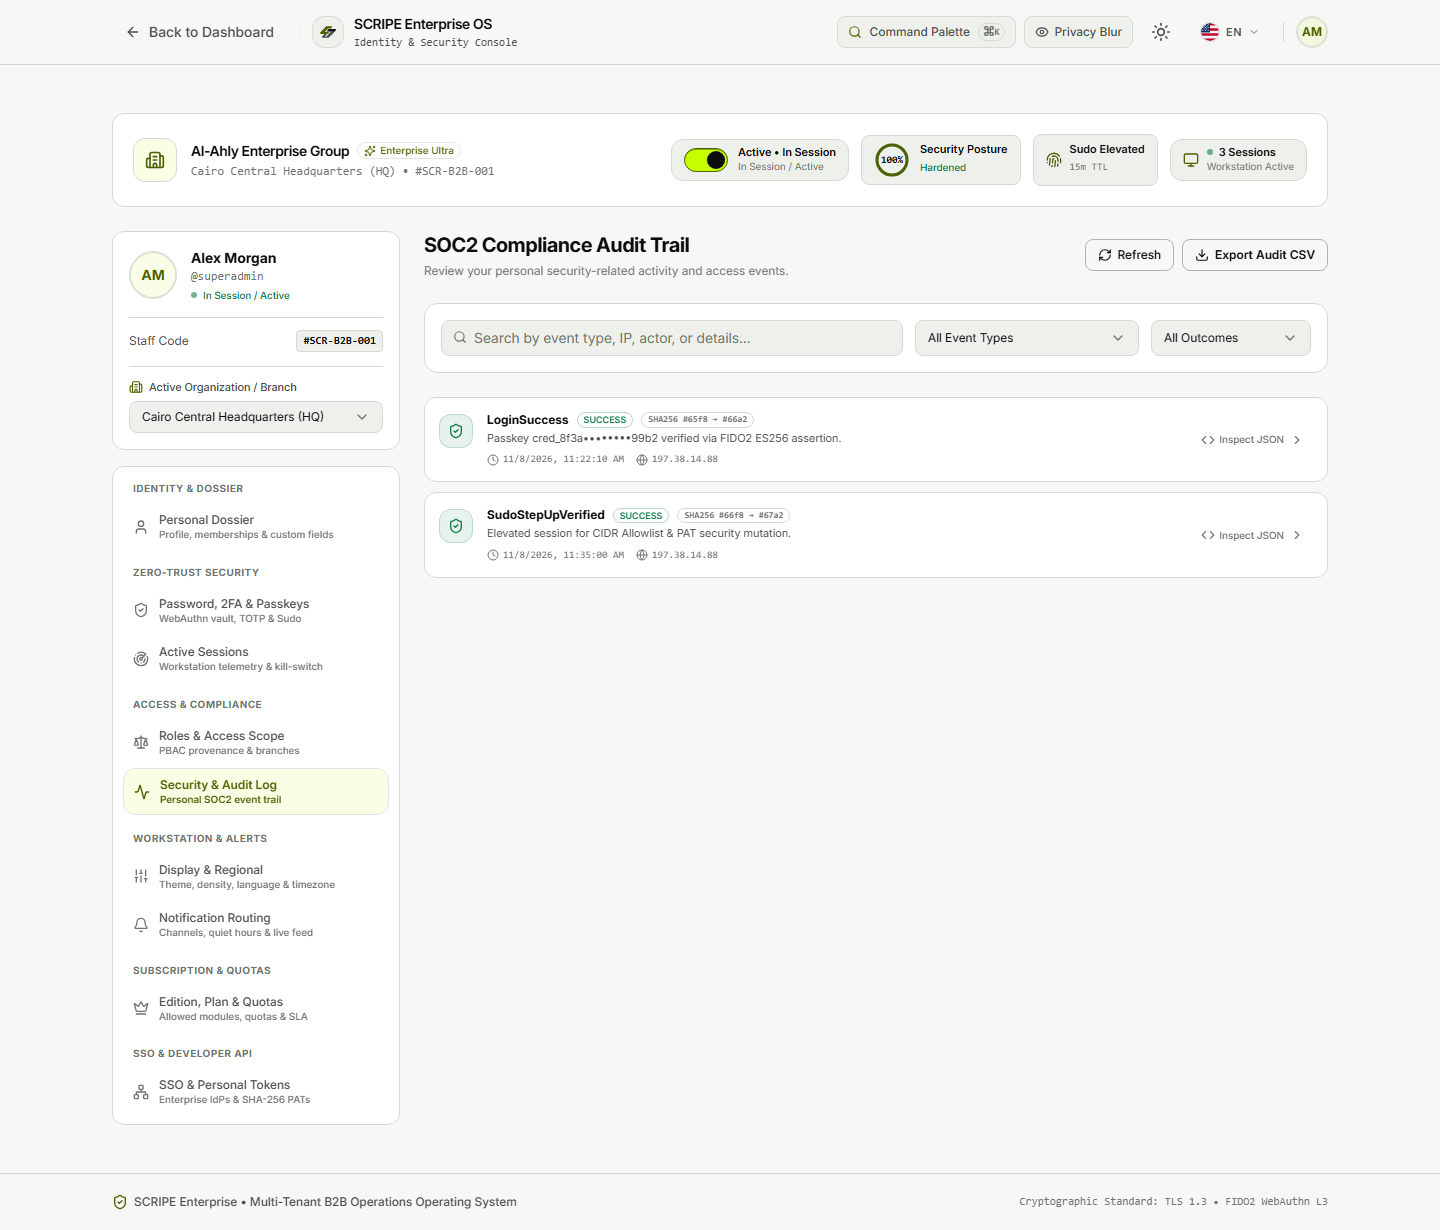 Back to Dashboard
SCRIPE Enterprise OS
Identity & Security Console
Command Palette ⌘K
Privacy Blur
EN
AM
Al-Ahly Enterprise Group
Enterprise Ultra
Cairo Central Headquarters (HQ) • #SCR-B2B-001
Active • In Session
In Session / Active
100%
Security Posture
Hardened
Sudo Elevated
15m TTL
3 Sessions
Workstation Active
AM
Alex Morgan
@superadmin
In Session / Active
Staff Code
#SCR-B2B-001
Active Organization / Branch
Cairo Central Headquarters (HQ)
IDENTITY & DOSSIER
Personal Dossier
Profile, memberships & custom fields
ZERO-TRUST SECURITY
Password, 2FA & Passkeys
WebAuthn vault, TOTP & Sudo
Active Sessions
Workstation telemetry & kill-switch
ACCESS & COMPLIANCE
Roles & Access Scope
PBAC provenance & branches
Security & Audit Log
Personal SOC2 event trail
WORKSTATION & ALERTS
Display & Regional
Theme, density, language & timezone
Notification Routing
Channels, quiet hours & live feed
SUBSCRIPTION & QUOTAS
Edition, Plan & Quotas
Allowed modules, quotas & SLA
SSO & DEVELOPER API
SSO & Personal Tokens
Enterprise IdPs & SHA-256 PATs
SOC2 Compliance Audit Trail
Review your personal security-related activity and access events.
Refresh
Export Audit CSV
Search by event type, IP, actor, or details...
All Event Types
All Outcomes
LoginSuccess SUCCESS SHA256 #65f8 → #66a2
Passkey cred_8f3a••••••••99b2 verified via FIDO2 ES256 assertion.
11/8/2026, 11:22:10 AM 197.38.14.88
Inspect JSON
SudoStepUpVerified SUCCESS SHA256 #66f8 → #67a2
Elevated session for CIDR Allowlist & PAT security mutation.
11/8/2026, 11:35:00 AM 197.38.14.88
Inspect JSON
SCRIPE Enterprise • Multi-Tenant B2B Operations Operating System
Cryptographic Standard: TLS 1.3 • FIDO2 WebAuthn L3